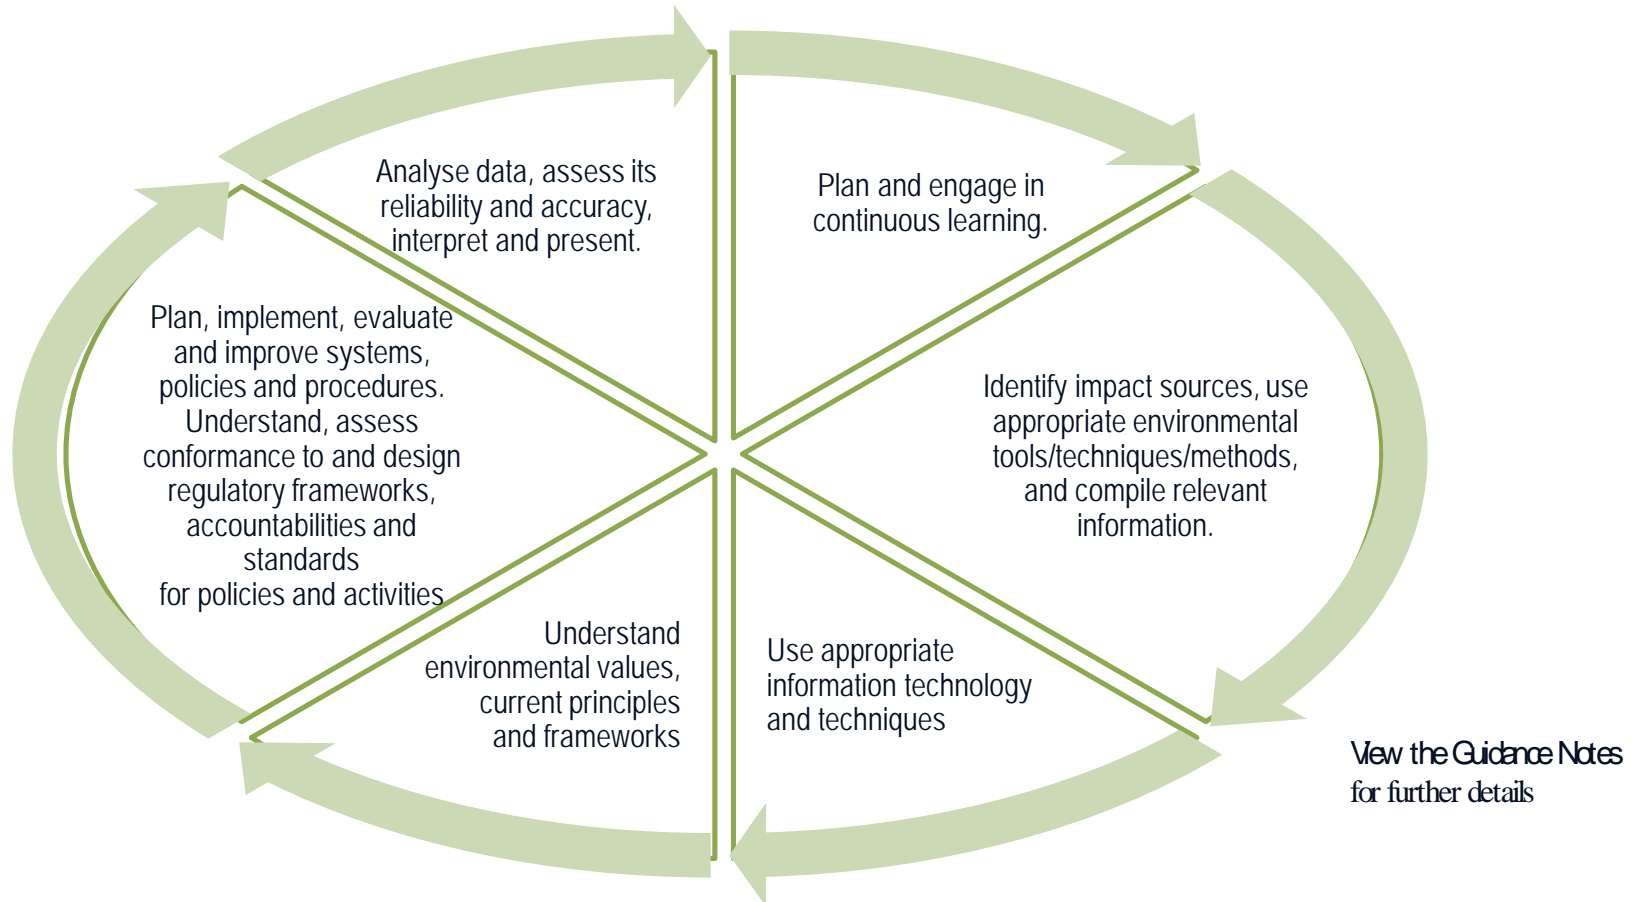 Analyse data, assess its
reliability and accuracy,
interpret and present.
Plan and engage in
continuous learning.
Plan, implement, evaluate
and improve systems,
policies and procedures.
Understand, assess
conformance to and design
regulatory frameworks,
accountabilities and
standards
for policies and activities
Identify impact sources, use
appropriate environmental
tools/techniques/methods,
and compile relevant
information.
Understand
environmental values,
current principles
and frameworks
Use appropriate
information technology
and techniques
View the Guidance Notes
for further details